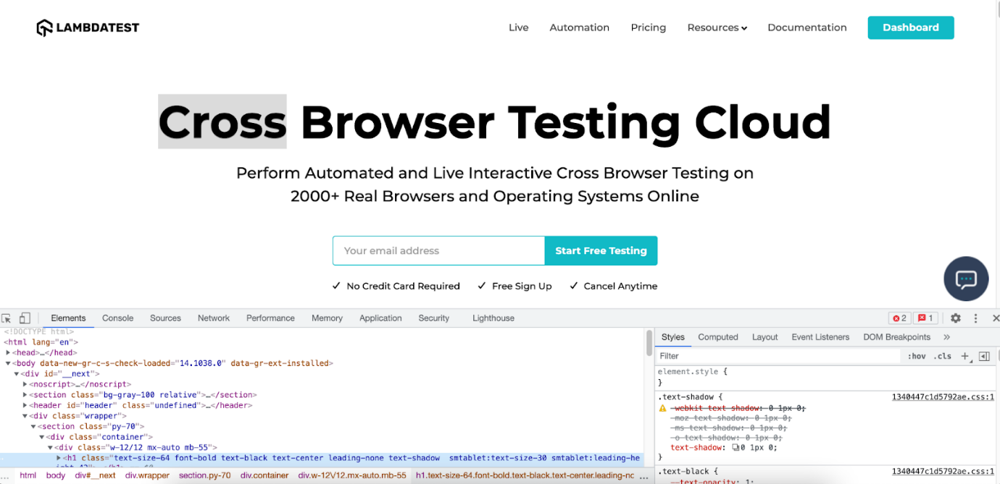 LAMBDATEST
Live Automation Pricing Resources Documentation Dashboard
Cross Browser Testing Cloud
Perform Automated and Live Interactive Cross Browser Testing on
2000+ Real Browsers and Operating Systems Online
Your email address Start Free Testing
No Credit Card Required Free Sign Up Cancel Anytime
Elements Console Sources Network Performance Memory Application Security Lighthouse 2 1
<!DOCTYPE html>
<html lang="en">
<head>…</head>
<body data-new-gr-c-s-check-loaded="14.1038.0" data-gr-ext-installed>
<div id="__next">
<noscript>…</noscript>
<section class="bg-gray-100 relative">…</section>
<header id="header" class="undefined">…</header>
<div class="wrapper">
<section class="py-70">
<div class="container">
<div class="w-12/12 mx-auto mb-55">
<h1 class="text-size-64 font-bold text-black text-center leading-none text-shadow  smtablet:text-size-30 smtablet:leading-he
… html body div#__next div.wrapper section.py-70 div.container div.w-12\/12.mx-auto.mb-55 h1.text-size-64.font-bold.text-black.text-center.leading-nc …
Styles Computed Layout Event Listeners DOM Breakpoints »
Filter :hov .cls +
element.style {
}
.text-shadow { 1340447c1d5792ae.css:1
-webkit-text-shadow: 0 1px 0;
-moz-text-shadow: 0 1px 0;
-ms-text-shadow: 0 1px 0;
-o-text-shadow: 0 1px 0;
text-shadow: 0 1px 0;
}
.text-black { 1340447c1d5792ae.css:1
--text-opacity: 1;